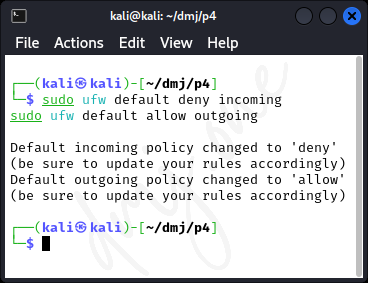 kali@kali: ~/dmj/p4
File Actions Edit View Help
┌──(kali㉿kali)-[~/dmj/p4]
└─$ sudo ufw default deny incoming
sudo ufw default allow outgoing
Default incoming policy changed to 'deny'
(be sure to update your rules accordingly)
Default outgoing policy changed to 'allow'
(be sure to update your rules accordingly)
┌──(kali㉿kali)-[~/dmj/p4]
└─$